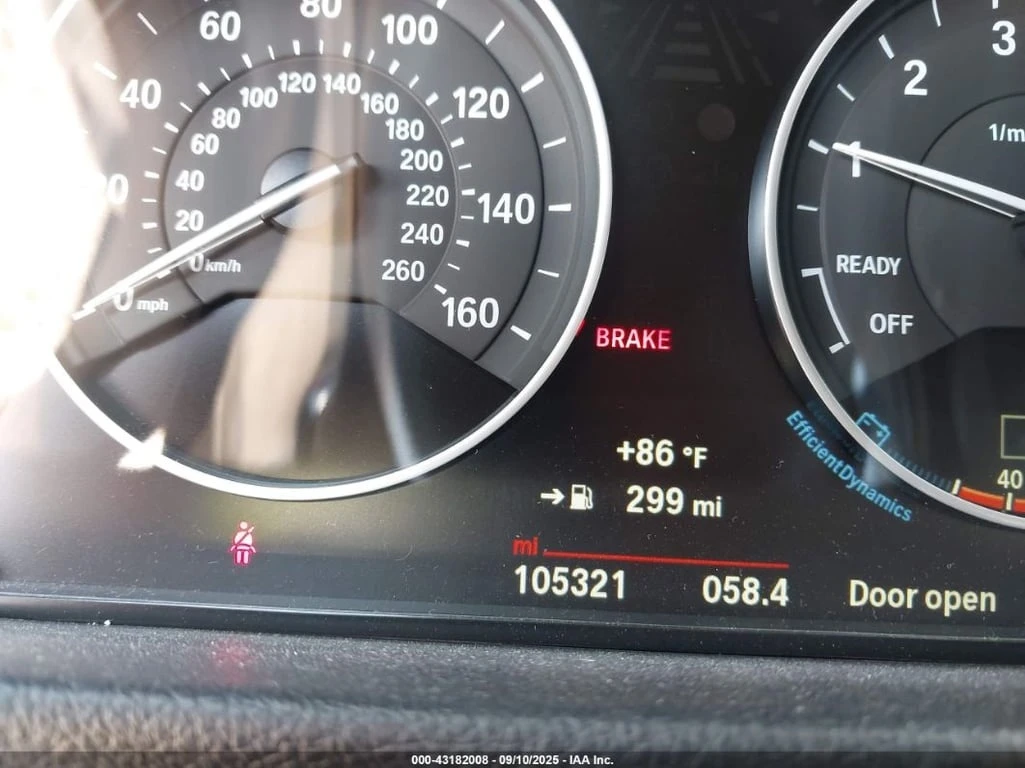 60
80
100
40
120 140
120
100
160
80
180
60
200
40
220
140
20
240
0 km/h
260
0 mph
160
BRAKE
+86 °F
299 mi
mi
105321
058.4
Door open
3
2
1/m
1
READY
OFF
EfficientDynamics
40
000-43182008 - 09/10/2025 - IAA Inc.